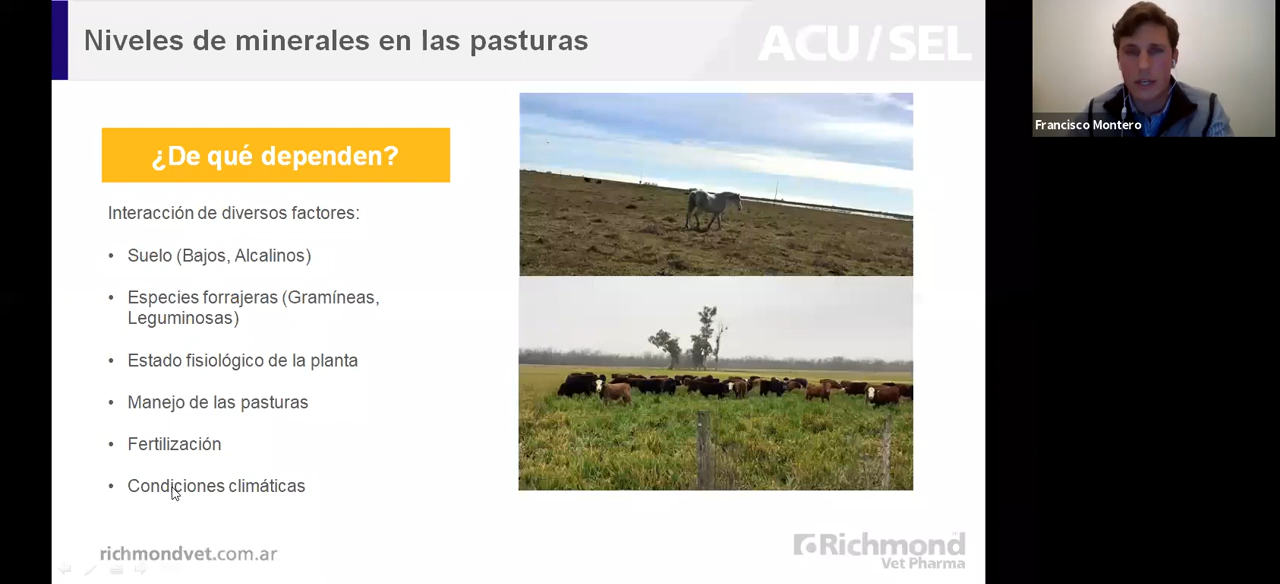 Niveles de minerales en las pasturas
ACU/SEL
Francisco Montero
¿De qué dependen?
Interacción de diversos factores:
• Suelo (Bajos, Alcalinos)
• Especies forrajeras (Gramíneas,
Leguminosas)
• Estado fisiológico de la planta
• Manejo de las pasturas
• Fertilización
• Condiciones climáticas
richmondvet.com.ar
Richmond
Vet Pharma